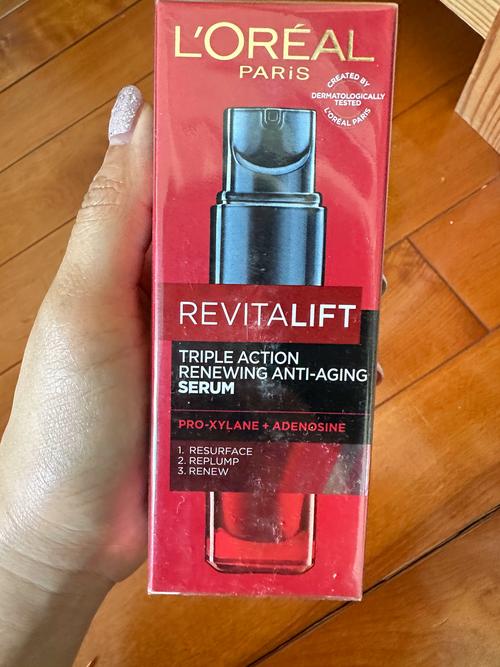 L'ORÉAL
PARiS
CREATED BY
DERMATOLOGICALLY
TESTED
L'ORÉAL PARIS
REVITALIFT
TRIPLE ACTION
RENEWING ANTI-AGING
SERUM
PRO-XYLANE + ADENOSINE
1. RESURFACE
2. REPLUMP
3. RENEW